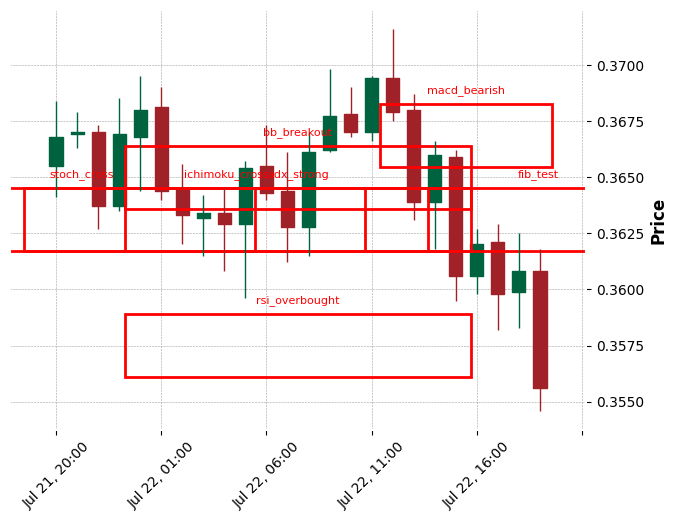 macd_bearish
bb_breakout
stoch_cross
ichimoku_cross
adx_strong
fib_test
rsi_overbought
0.3700
0.3675
0.3650
0.3625
0.3600
0.3575
0.3550
Price
Jul 21, 20:00
Jul 22, 01:00
Jul 22, 06:00
Jul 22, 11:00
Jul 22, 16:00